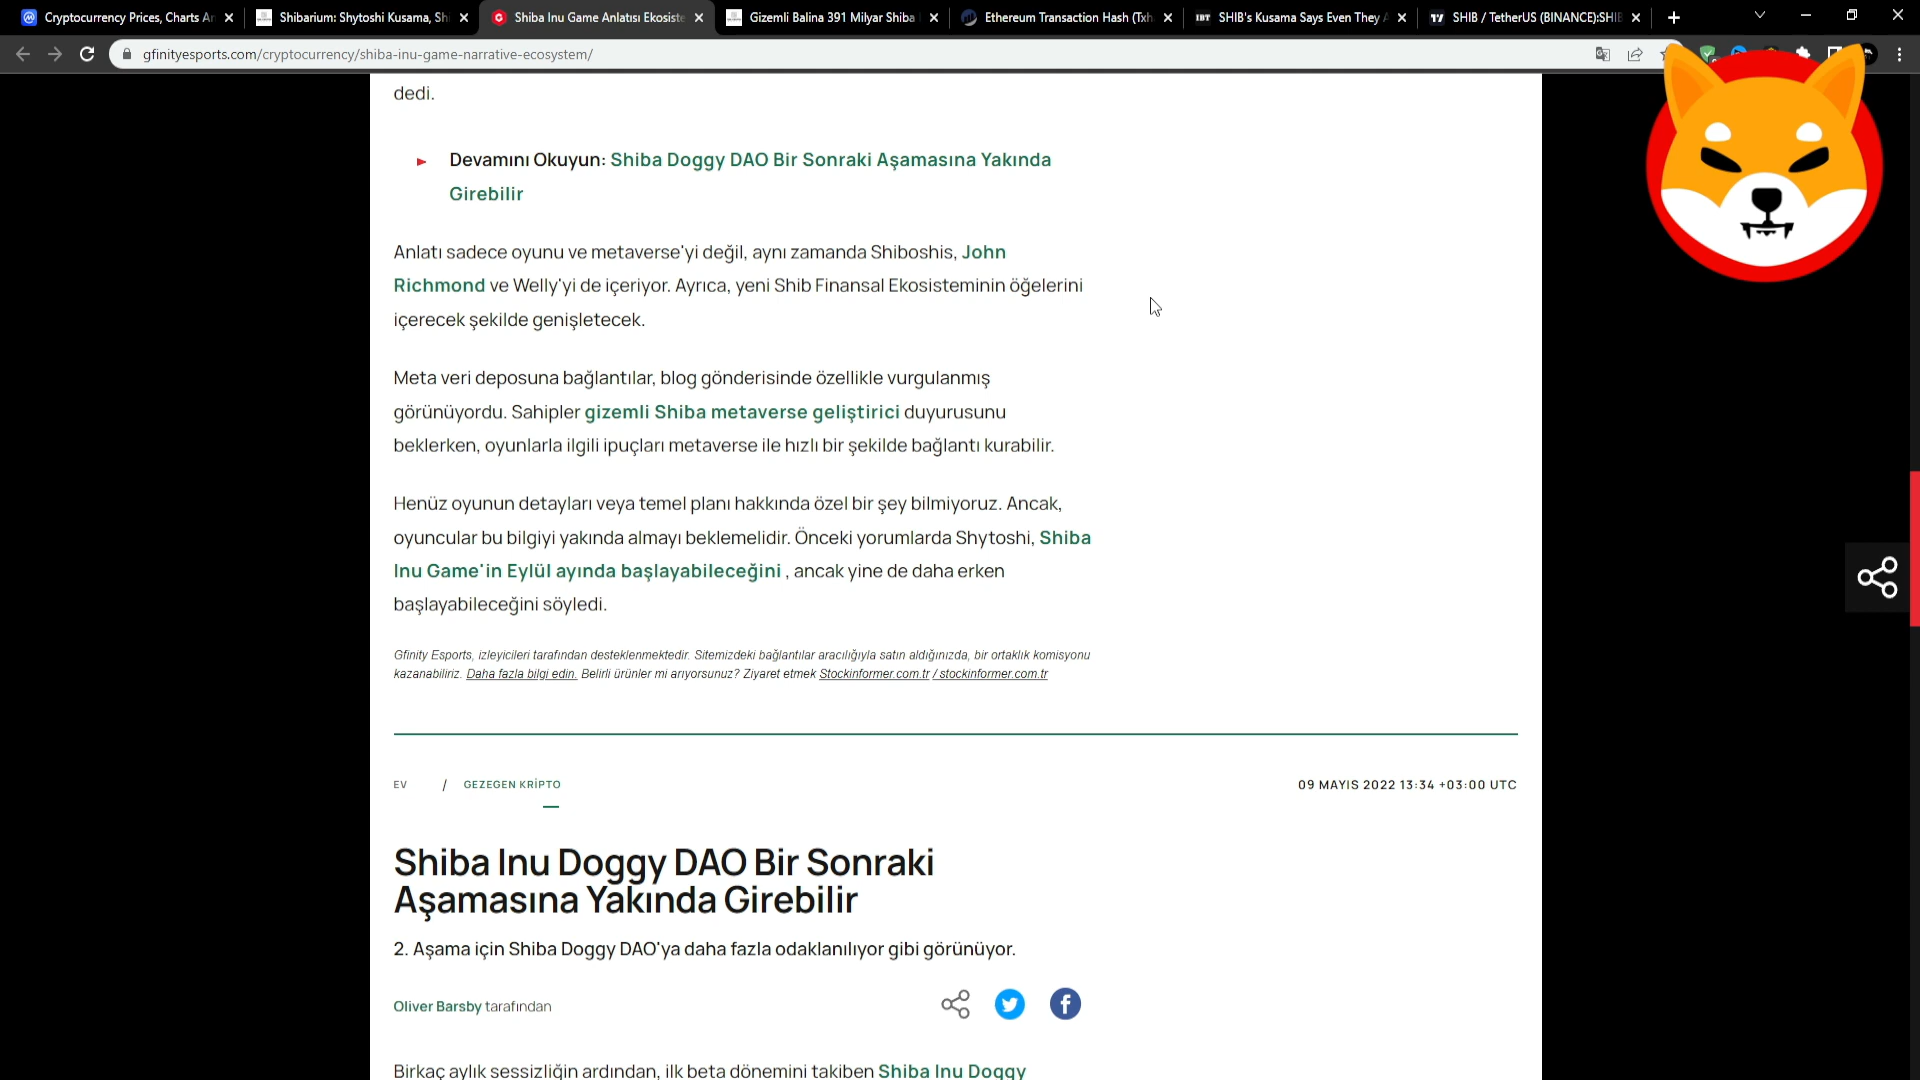 Cryptocurrency Prices, Charts An
Shibarium: Shytoshi Kusama, Sh
Shiba Inu Game Anlatısı Ekosiste
Gizemli Balina 391 Milyar Shiba
Ethereum Transaction Hash (Txh
IBT
SHIB's Kusama Says Even They A
SHIB / TetherUS (BINANCE):SHIB
gfinityesports.com/cryptocurrency/shiba-inu-game-narrative-ecosystem/
dedi.
Devamını Okuyun: Shiba Doggy DAO Bir Sonraki Aşamasına Yakında
Girebilir
Anlatı sadece oyunu ve metaverse'yi değil, aynı zamanda Shiboshis, John
Richmond ve Welly'yi de içeriyor. Ayrıca, yeni Shib Finansal Ekosisteminin öğelerini
içerecek şekilde genişletecek.
Meta veri deposuna bağlantılar, blog gönderisinde özellikle vurgulanmış
görünüyordu. Sahipler gizemli Shiba metaverse geliştirici duyurusunu
beklerken, oyunlarla ilgili ipuçları metaverse ile hızlı bir şekilde bağlantı kurabilir.
Henüz oyunun detayları veya temel planı hakkında özel bir şey bilmiyoruz. Ancak,
oyuncular bu bilgiyi yakında almayı beklemelidir. Önceki yorumlarda Shytoshi, Shiba
Inu Game'in Eylül ayında başlayabileceğini , ancak yine de daha erken
başlayabileceğini söyledi.
Gfinity Esports, izleyicileri tarafından desteklenmektedir. Sitemizdeki bağlantılar aracılığıyla satın aldığınızda, bir ortaklık komisyonu
kazanabiliriz. Daha fazla bilgi edin. Belirli ürünler mi arıyorsunuz? Ziyaret etmek Stockinformer.com.tr / stockinformer.com.tr
EV / GEZEGEN KRİPTO
09 MAYIS 2022 13:34 +03:00 UTC
Shiba Inu Doggy DAO Bir Sonraki
Aşamasına Yakında Girebilir
2. Aşama için Shiba Doggy DAO'ya daha fazla odaklanılıyor gibi görünüyor.
Oliver Barsby tarafından
Birkaç aylık sessizliğin ardından, ilk beta dönemini takiben Shiba Inu Doggy